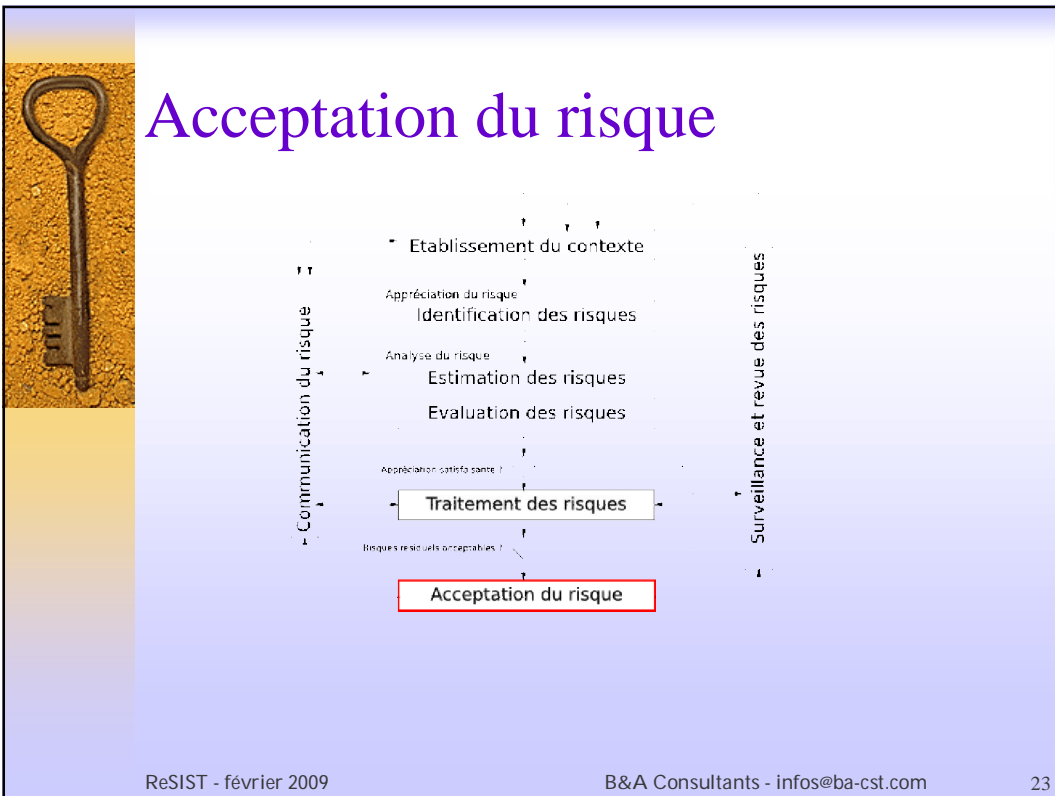 Acceptation du risque
Etablissement du contexte
Appréciation du risque
Identification des risques
Analyse du risque
Estimation des risques
Evaluation des risques
Appréciation satisfaisante ?
Traitement des risques
Risques residuels acceptables ?
Acceptation du risque
Communication du risque
Surveillance et revue des risques
ReSIST - février 2009
B&A Consultants - infos@ba-cst.com
23